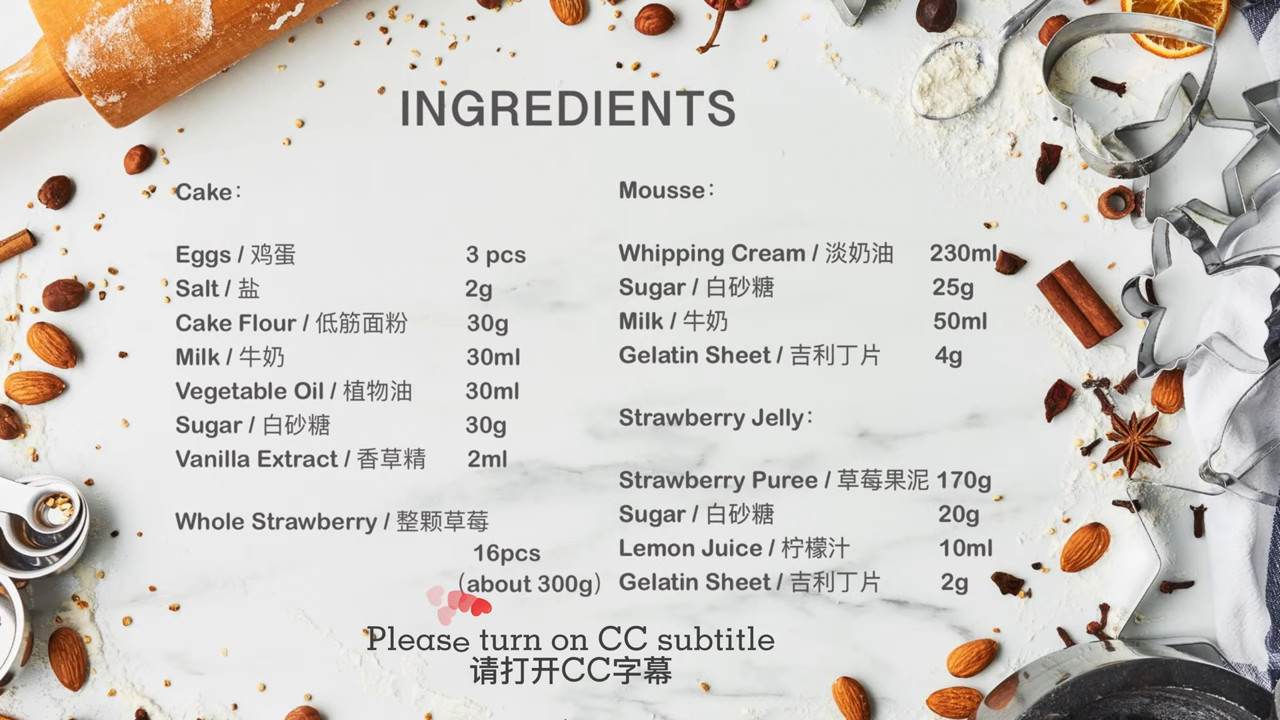 INGREDIENTS
Cake：
Eggs / 鸡蛋 3 pcs
Salt / 盐 2g
Cake Flour / 低筋面粉 30g
Milk / 牛奶 30ml
Vegetable Oil / 植物油 30ml
Sugar / 白砂糖 30g
Vanilla Extract / 香草精 2ml
Whole Strawberry / 整颗草莓
16pcs
（about 300g）
Mousse：
Whipping Cream / 淡奶油 230ml
Sugar / 白砂糖 25g
Milk / 牛奶 50ml
Gelatin Sheet / 吉利丁片 4g
Strawberry Jelly：
Strawberry Puree / 草莓果泥 170g
Sugar / 白砂糖 20g
Lemon Juice / 柠檬汁 10ml
Gelatin Sheet / 吉利丁片 2g
Please turn on CC subtitle
请打开CC字幕